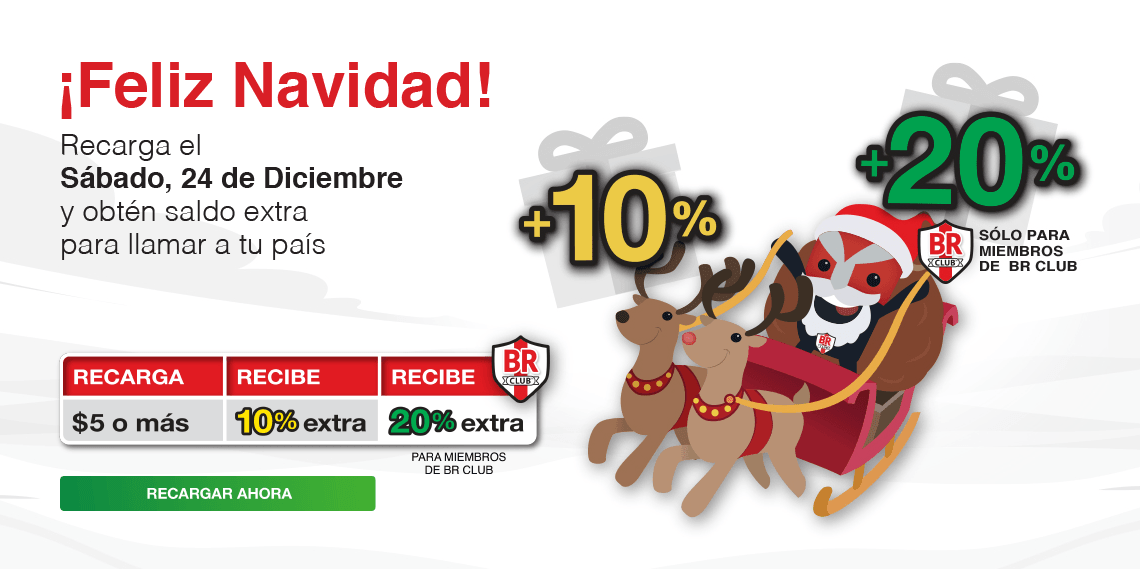 ¡Feliz Navidad!
Recarga el
Sábado, 24 de Diciembre
y obtén saldo extra
para llamar a tu país
+10%
+20%
BR
CLUB
SÓLO PARA
MIEMBROS
DE BR CLUB
BR
RECARGA RECIBE RECIBE
BR
CLUB
$5 o más 10% extra 20% extra
PARA MIEMBROS
DE BR CLUB
RECARGAR AHORA